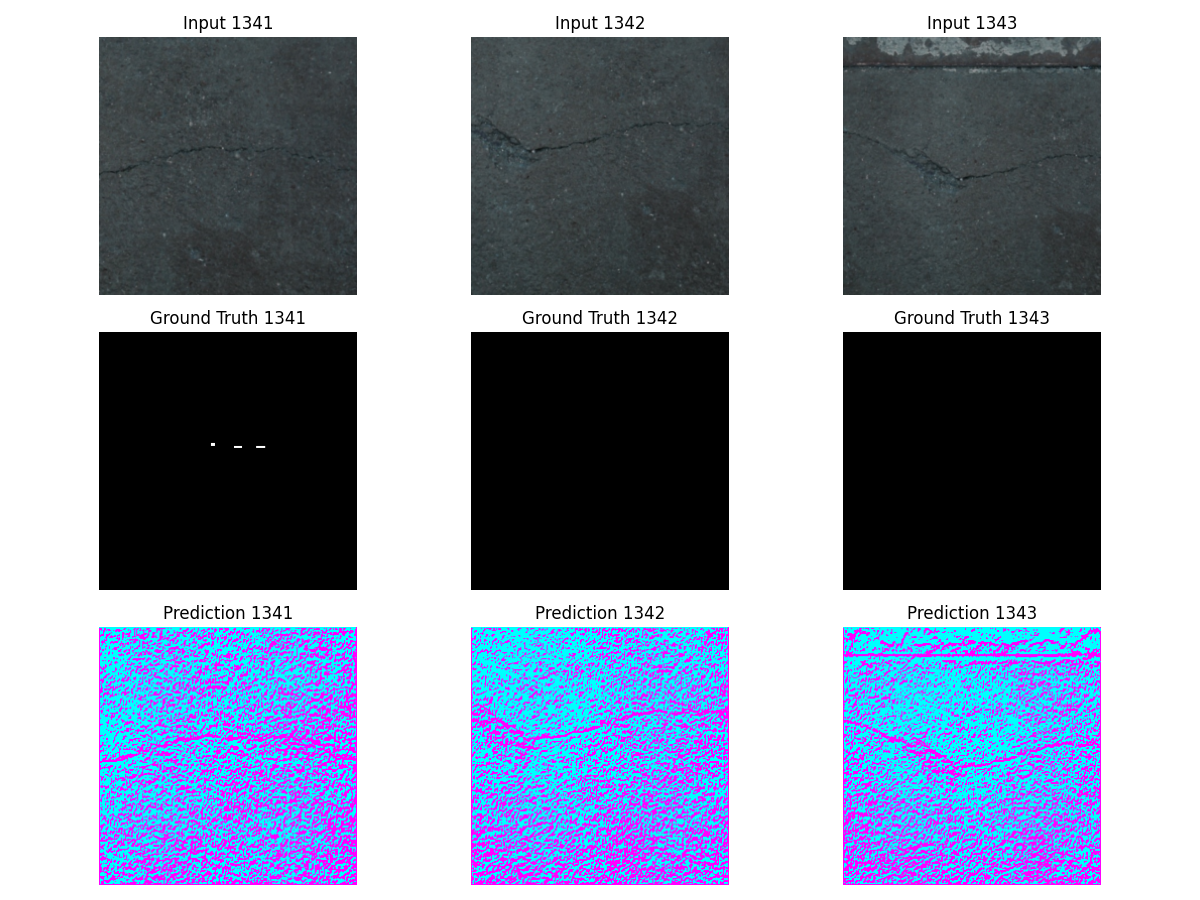 Input 1341
Input 1342
Input 1343
Ground Truth 1341
Ground Truth 1342
Ground Truth 1343
Prediction 1341
Prediction 1342
Prediction 1343